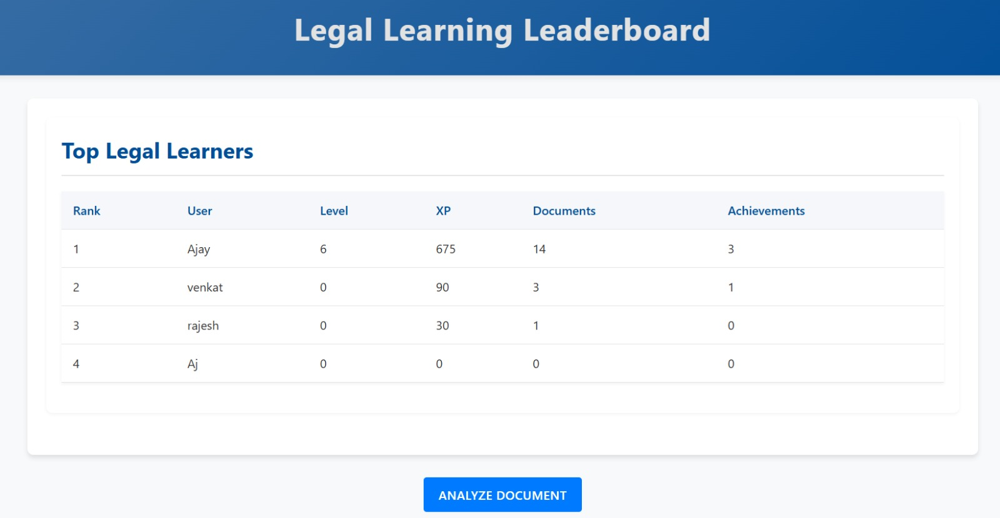 Legal Learning Leaderboard
Top Legal Learners
Rank User Level XP Documents Achievements
1 Ajay 6 675 14 3
2 venkat 0 90 3 1
3 rajesh 0 30 1 0
4 Aj 0 0 0 0
ANALYZE DOCUMENT